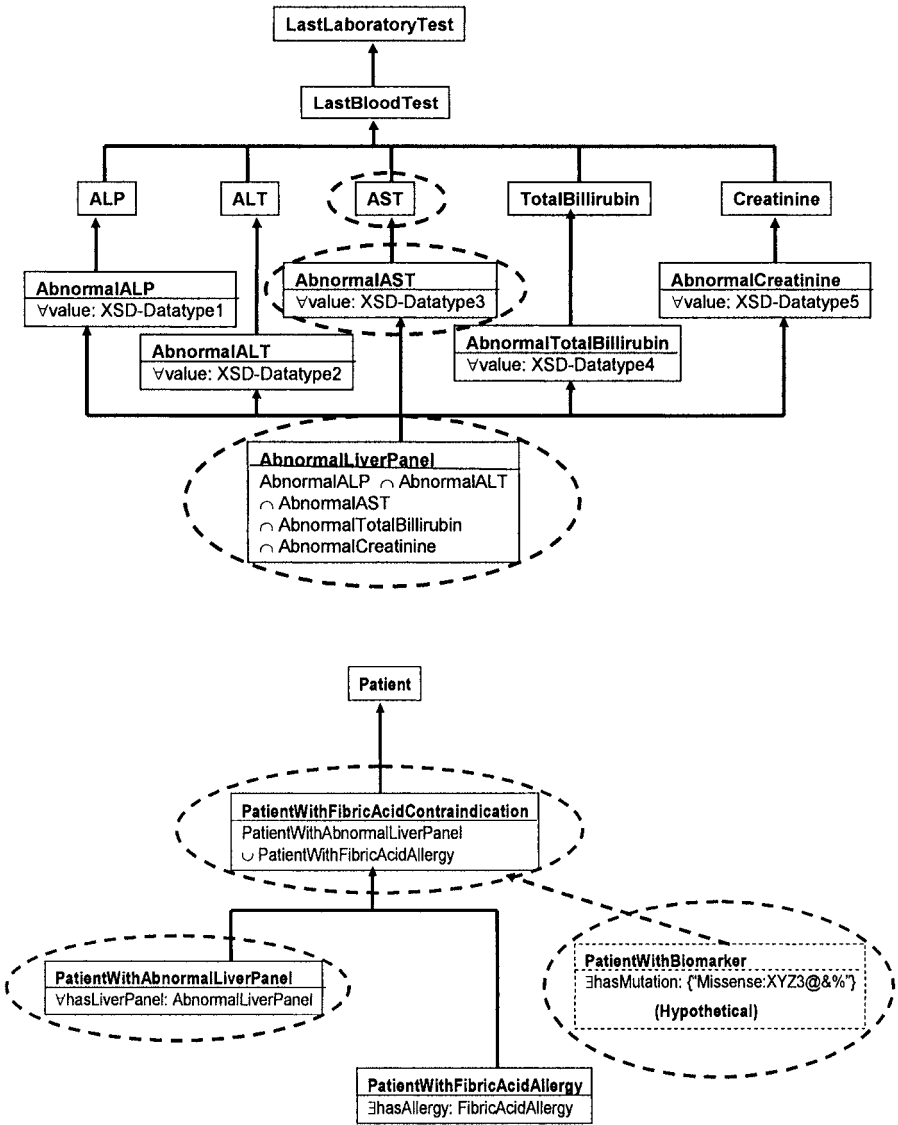 LastLaboratoryTest
LastBloodTest
ALP
ALT
AST
TotalBillirubin
Creatinine
AbnormalALP
∀value: XSD-Datatype1
AbnormalAST
∀value: XSD-Datatype3
AbnormalCreatinine
∀value: XSD-Datatype5
AbnormalALT
∀value: XSD-Datatype2
AbnormalTotalBillirubin
∀value: XSD-Datatype4
AbnormalLiverPanel
AbnormalALP ∩ AbnormalALT
∩ AbnormalAST
∩ AbnormalTotalBillirubin
∩ AbnormalCreatinine
Patient
PatientWithFibricAcidContraindication
PatientWithAbnormalLiverPanel
∪ PatientWithFibricAcidAllergy
PatientWithAbnormalLiverPanel
∀hasLiverPanel: AbnormalLiverPanel
PatientWithBiomarker
∃hasMutation: {“Missense:XYZ3@&%”}
(Hypothetical)
PatientWithFibricAcidAllergy
∃hasAllergy: FibricAcidAllergy